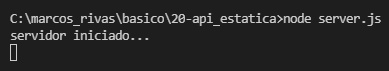 C:\marcos_rivas\basico\20-api_estatica>node server.js
servidor iniciado...